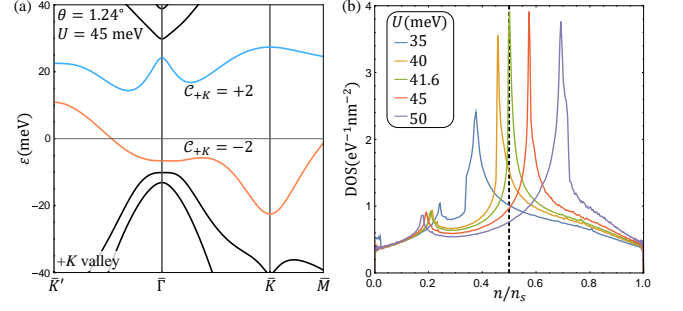 (a)
θ = 1.24°
U = 45 meV
𝒞₊K = +2
𝒞₊K = −2
+K valley
ε(meV)
40
20
0
−20
−40
K̄′
Γ̄
K̄
M̄
(b)
U(meV)
35
40
41.6
45
50
DOS(eV⁻¹nm⁻²)
4
3
2
1
0
0.0
0.2
0.4
0.6
0.8
1.0
n/nₛ